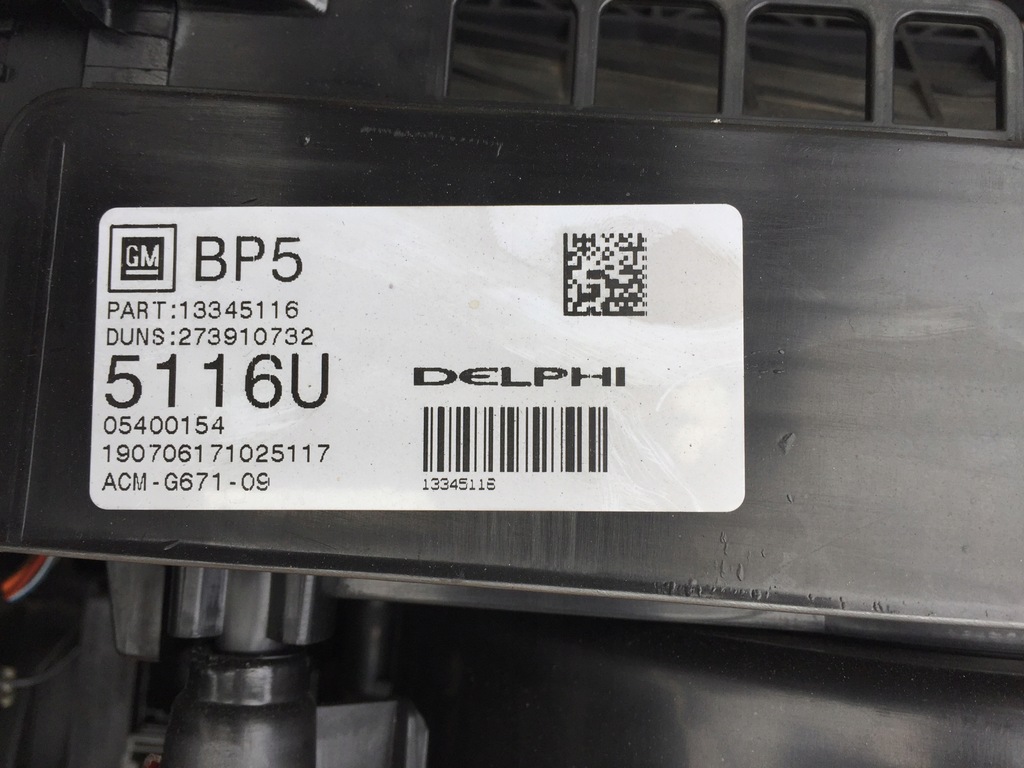 GM BP5
PART:13345116
DUNS:273910732
5116U
DELPHI
05400154
190706171025117
ACM-G671-09
13345116